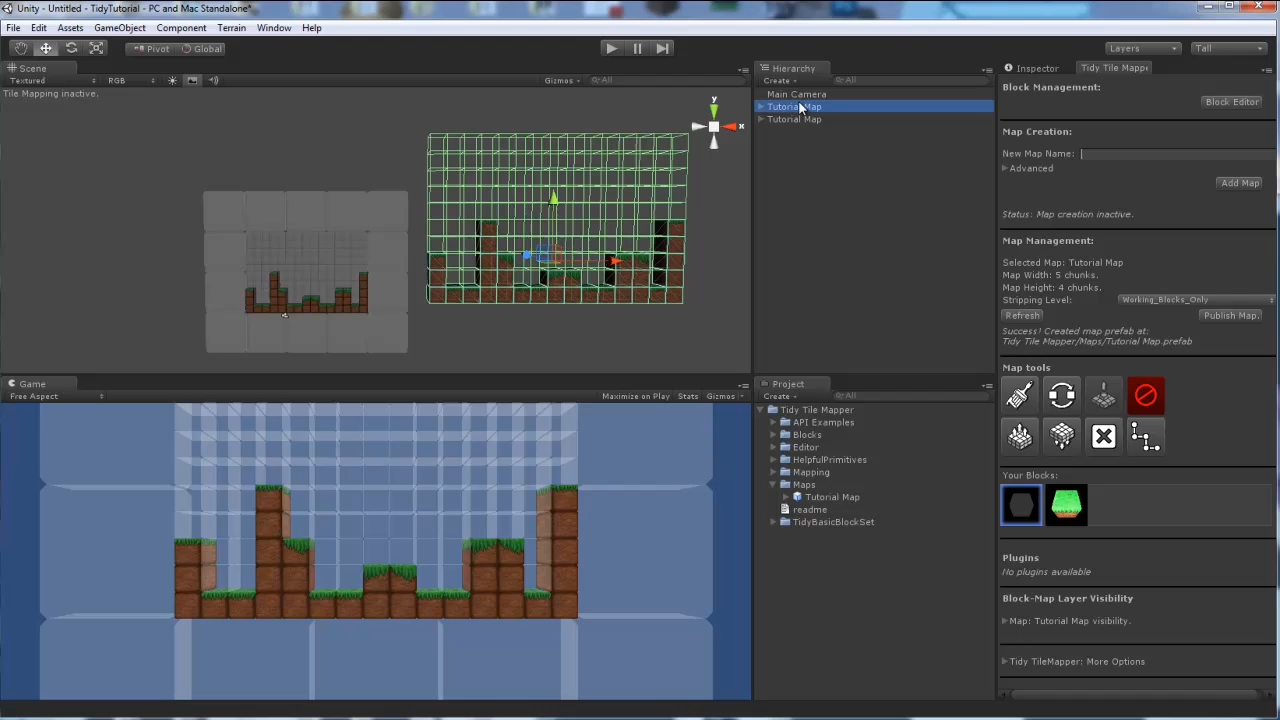 Unity - Untitled - TidyTutorial - PC and Mac Standalone*
File Edit Assets GameObject Component Terrain Window Help
Pivot Global Layers Tall
Scene
Textured RGB Gizmos All
Tile Mapping inactive.
y
x
Game
Free Aspect Maximize on Play Stats Gizmos
Hierarchy
Create All
Main Camera
Tutorial Map
Tutorial Map
Project
Create All
Tidy Tile Mapper
API Examples
Blocks
Editor
HelpfulPrimitives
Mapping
Maps
Tutorial Map
readme
TidyBasicBlockSet
Inspector Tidy Tile Mappe
Block Management:
Block Editor
Map Creation:
New Map Name:
Advanced
Add Map
Status: Map creation inactive.
Map Management:
Selected Map: Tutorial Map
Map Width: 5 chunks.
Map Height: 4 chunks.
Stripping Level: Working_Blocks_Only
Refresh Publish Map.
Success! Created map prefab at:
Tidy Tile Mapper/Maps/Tutorial Map.prefab
Map tools
Your Blocks:
Plugins
No plugins available
Block-Map Layer Visibility
Map: Tutorial Map visibility.
Tidy TileMapper: More Options